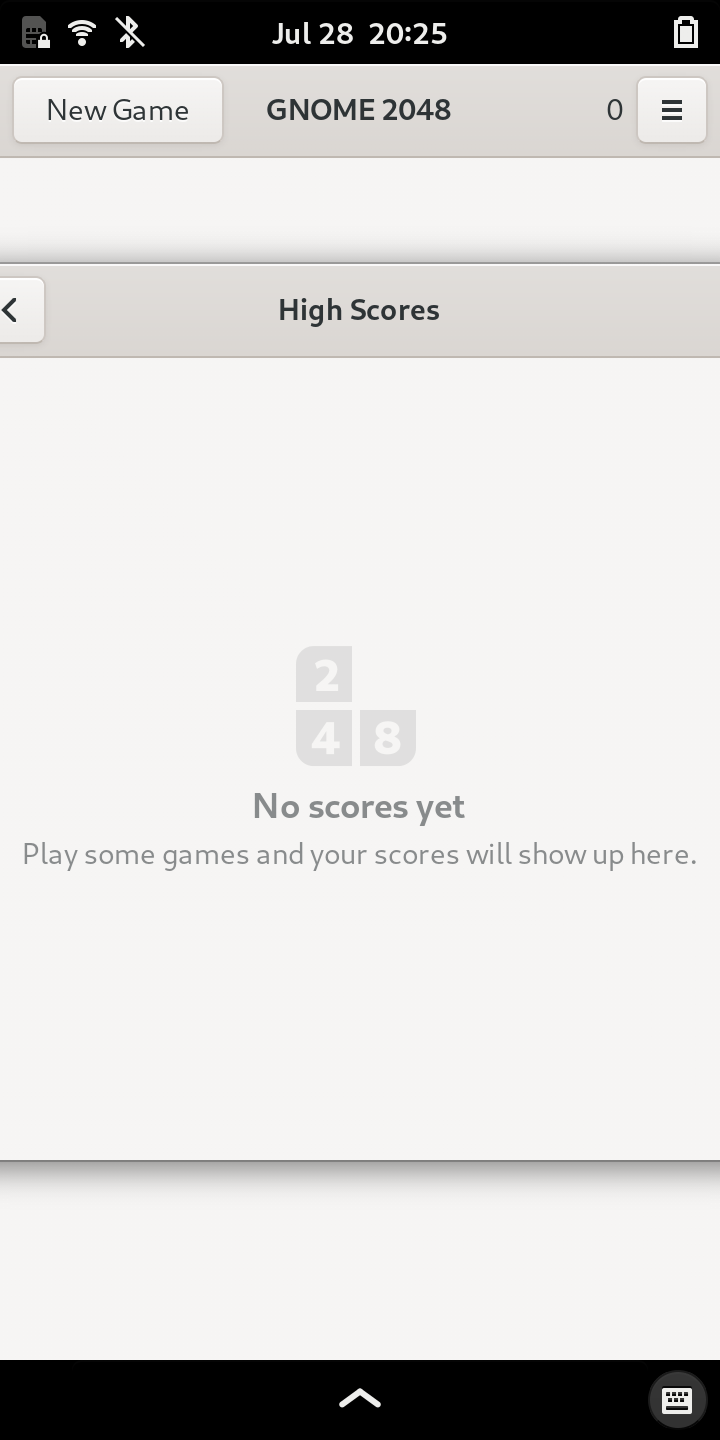 Jul 28 20:25
New Game GNOME 2048 0
High Scores
2
4 8
No scores yet
Play some games and your scores will show up here.